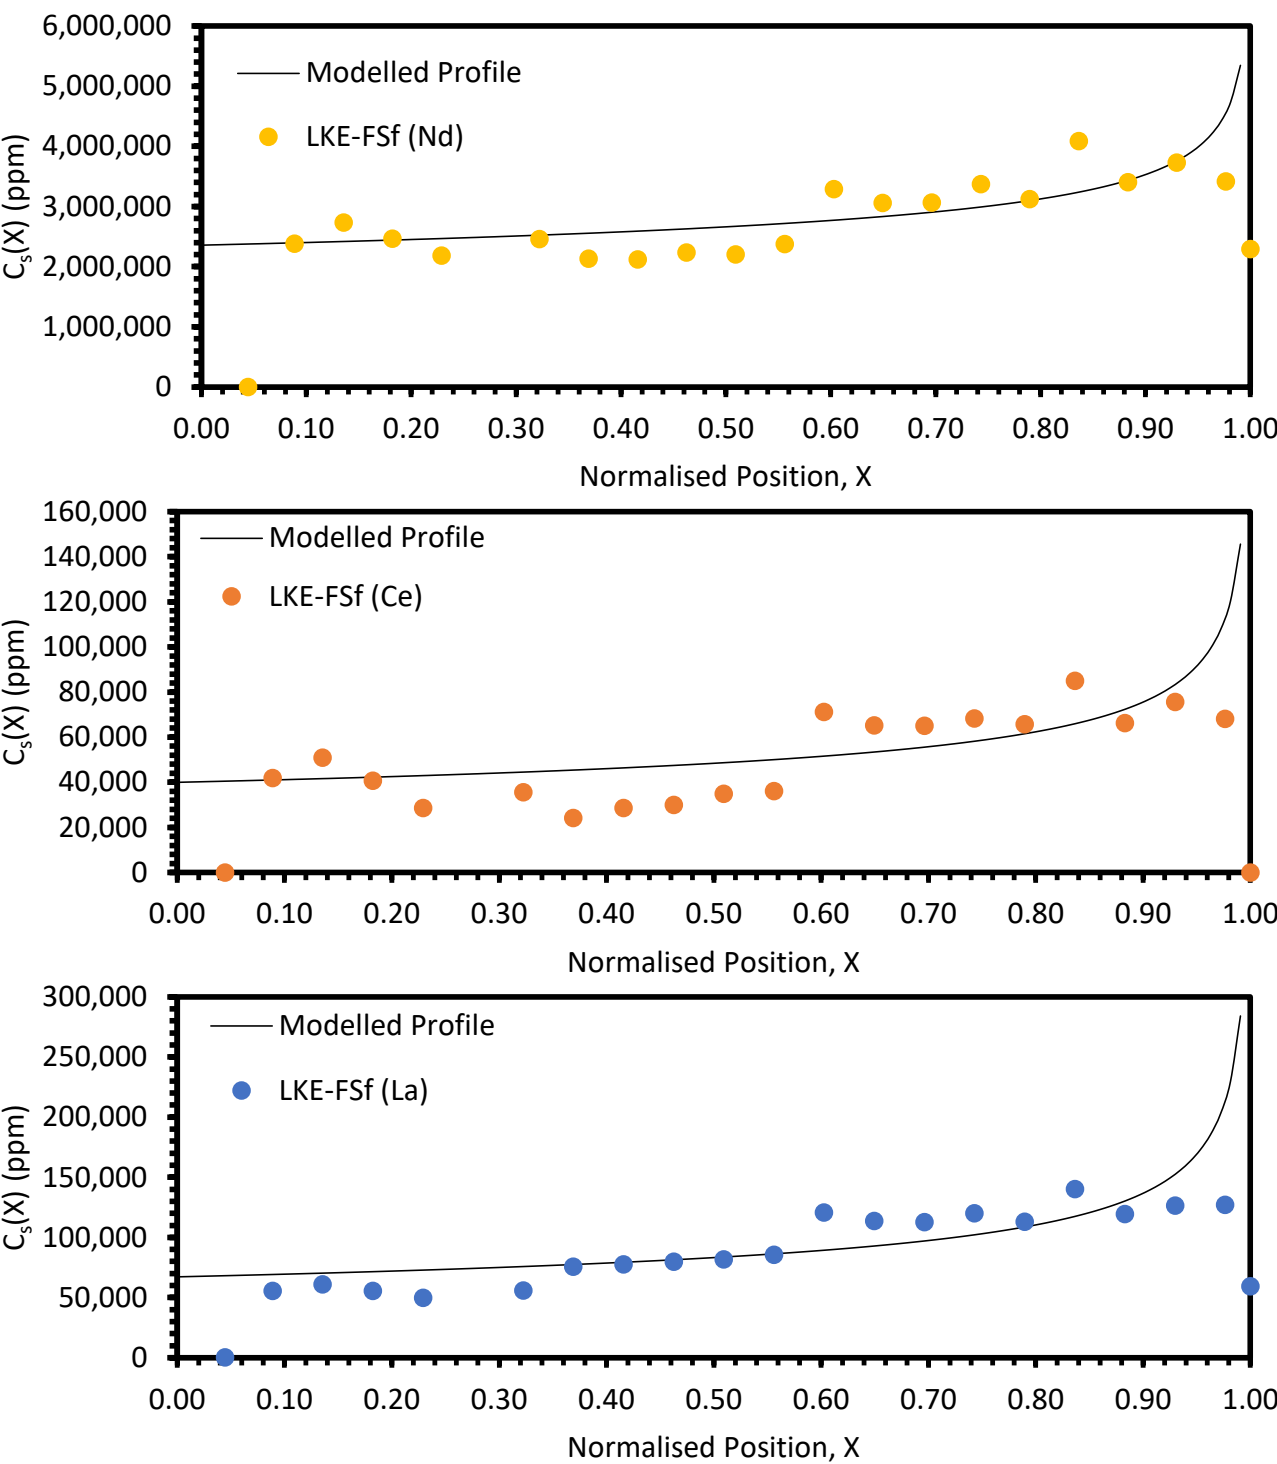 6,000,000
5,000,000
4,000,000
3,000,000
2,000,000
1,000,000
0
C_s(X) (ppm)
Modelled Profile
LKE-FSf (Nd)
0.00 0.10 0.20 0.30 0.40 0.50 0.60 0.70 0.80 0.90 1.00
Normalised Position, X
160,000
140,000
120,000
100,000
80,000
60,000
40,000
20,000
0
C_s(X) (ppm)
Modelled Profile
LKE-FSf (Ce)
0.00 0.10 0.20 0.30 0.40 0.50 0.60 0.70 0.80 0.90 1.00
Normalised Position, X
300,000
250,000
200,000
150,000
100,000
50,000
0
C_s(X) (ppm)
Modelled Profile
LKE-FSf (La)
0.00 0.10 0.20 0.30 0.40 0.50 0.60 0.70 0.80 0.90 1.00
Normalised Position, X